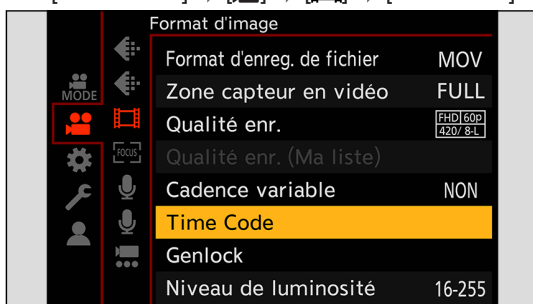 Format d'image
Format d'enreg. de fichier MOV
MODE
Zone capteur en vidéo FULL
Qualité enr. FHD 60p 420/8-L
FOCUS
Qualité enr. (Ma liste)
Cadence variable NON
Time Code
Genlock
Niveau de luminosité 16-255